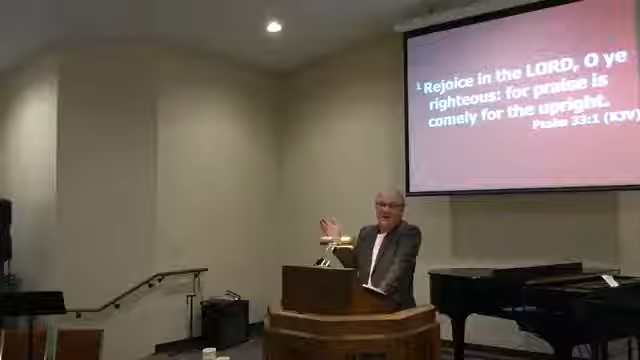 1 Rejoice in the LORD, O ye
righteous: for praise is
comely for the upright.
Psalm 33:1 (KJV)